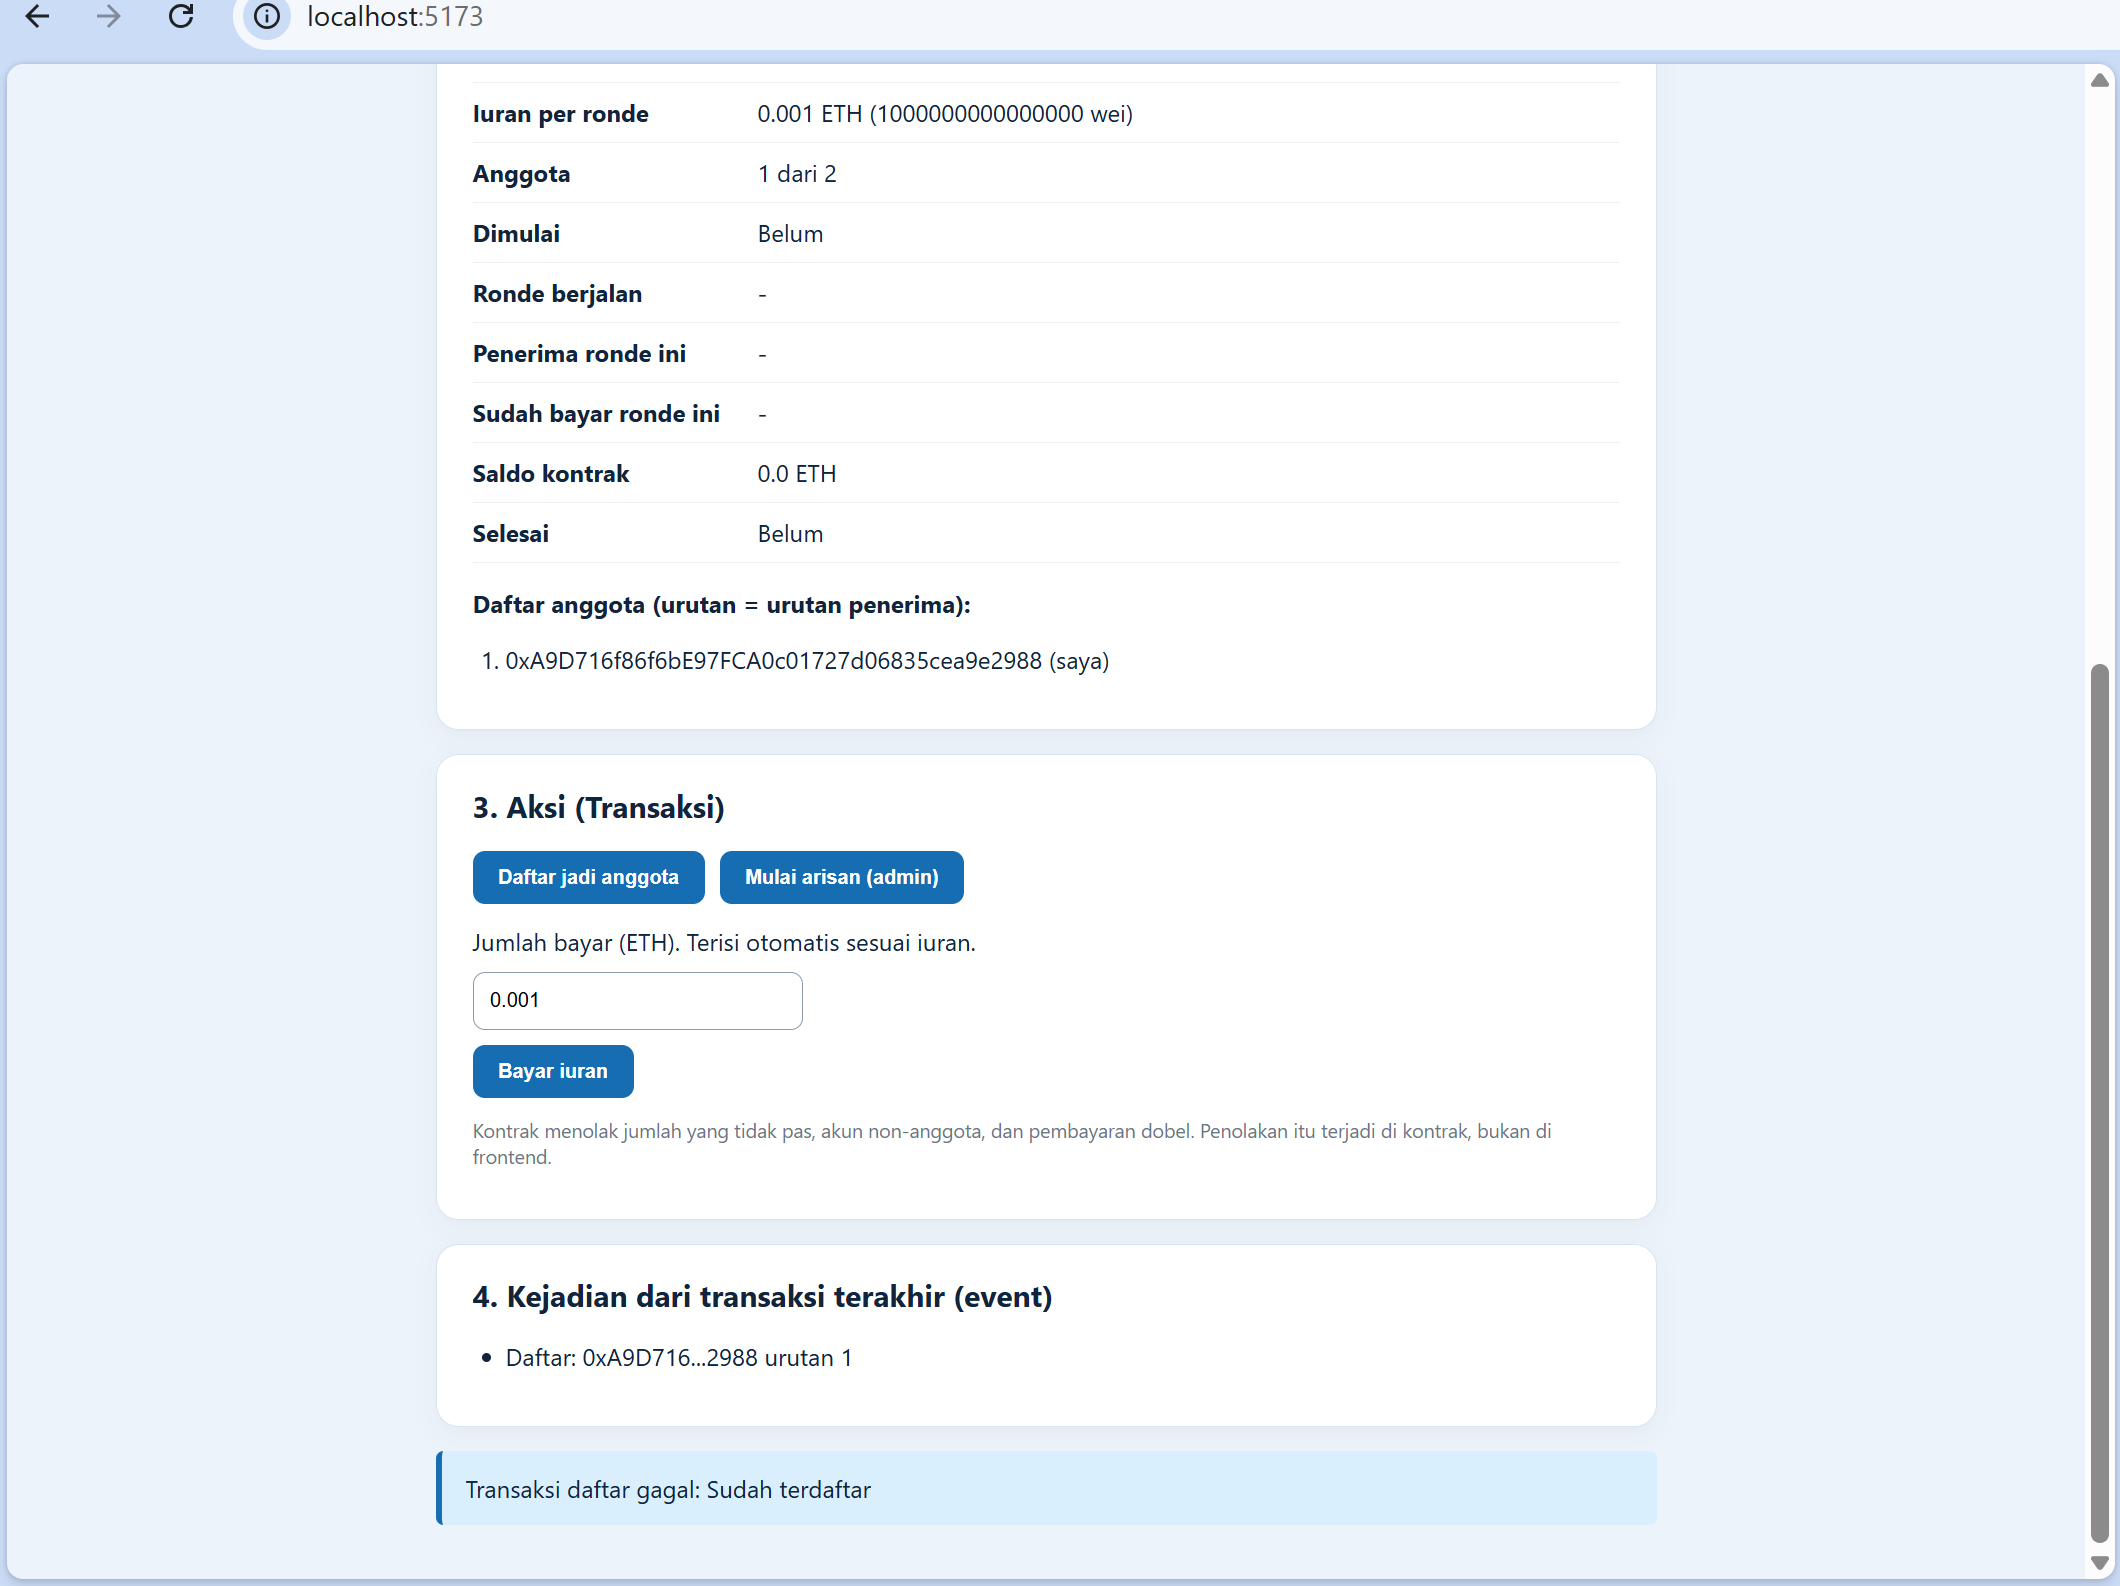 localhost:5173
Iuran per ronde 0.001 ETH (1000000000000000 wei)
Anggota 1 dari 2
Dimulai Belum
Ronde berjalan -
Penerima ronde ini -
Sudah bayar ronde ini -
Saldo kontrak 0.0 ETH
Selesai Belum
Daftar anggota (urutan = urutan penerima):
1. 0xA9D716f86f6bE97FCA0c01727d06835cea9e2988 (saya)
3. Aksi (Transaksi)
Daftar jadi anggota Mulai arisan (admin)
Jumlah bayar (ETH). Terisi otomatis sesuai iuran.
0.001
Bayar iuran
Kontrak menolak jumlah yang tidak pas, akun non-anggota, dan pembayaran dobel. Penolakan itu terjadi di kontrak, bukan di
frontend.
4. Kejadian dari transaksi terakhir (event)
• Daftar: 0xA9D716...2988 urutan 1
Transaksi daftar gagal: Sudah terdaftar